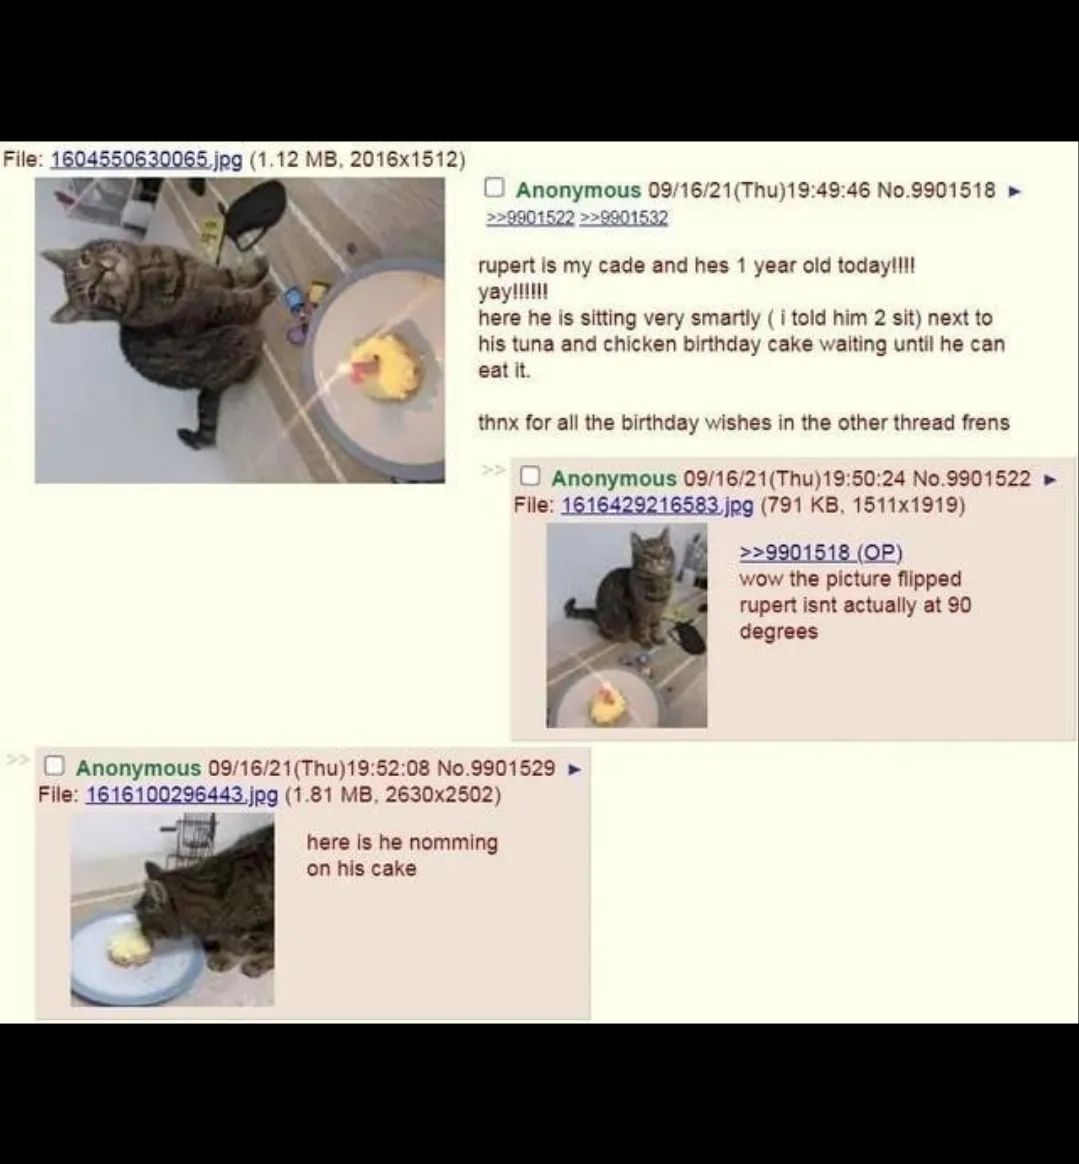 File: 1604550630065.jpg (1.12 MB, 2016x1512)
Anonymous 09/16/21(Thu)19:49:46 No.9901518 ▶
>>9901522 >>9901532
rupert is my cade and hes 1 year old today!!!!
yay!!!!!!
here he is sitting very smartly ( i told him 2 sit) next to
his tuna and chicken birthday cake waiting until he can
eat it.
thnx for all the birthday wishes in the other thread frens
>> Anonymous 09/16/21(Thu)19:50:24 No.9901522 ▶
File: 1616429216583.jpg (791 KB, 1511x1919)
>>9901518 (OP)
wow the picture flipped
rupert isnt actually at 90
degrees
>> Anonymous 09/16/21(Thu)19:52:08 No.9901529 ▶
File: 1616100296443.jpg (1.81 MB, 2630x2502)
here is he nomming
on his cake